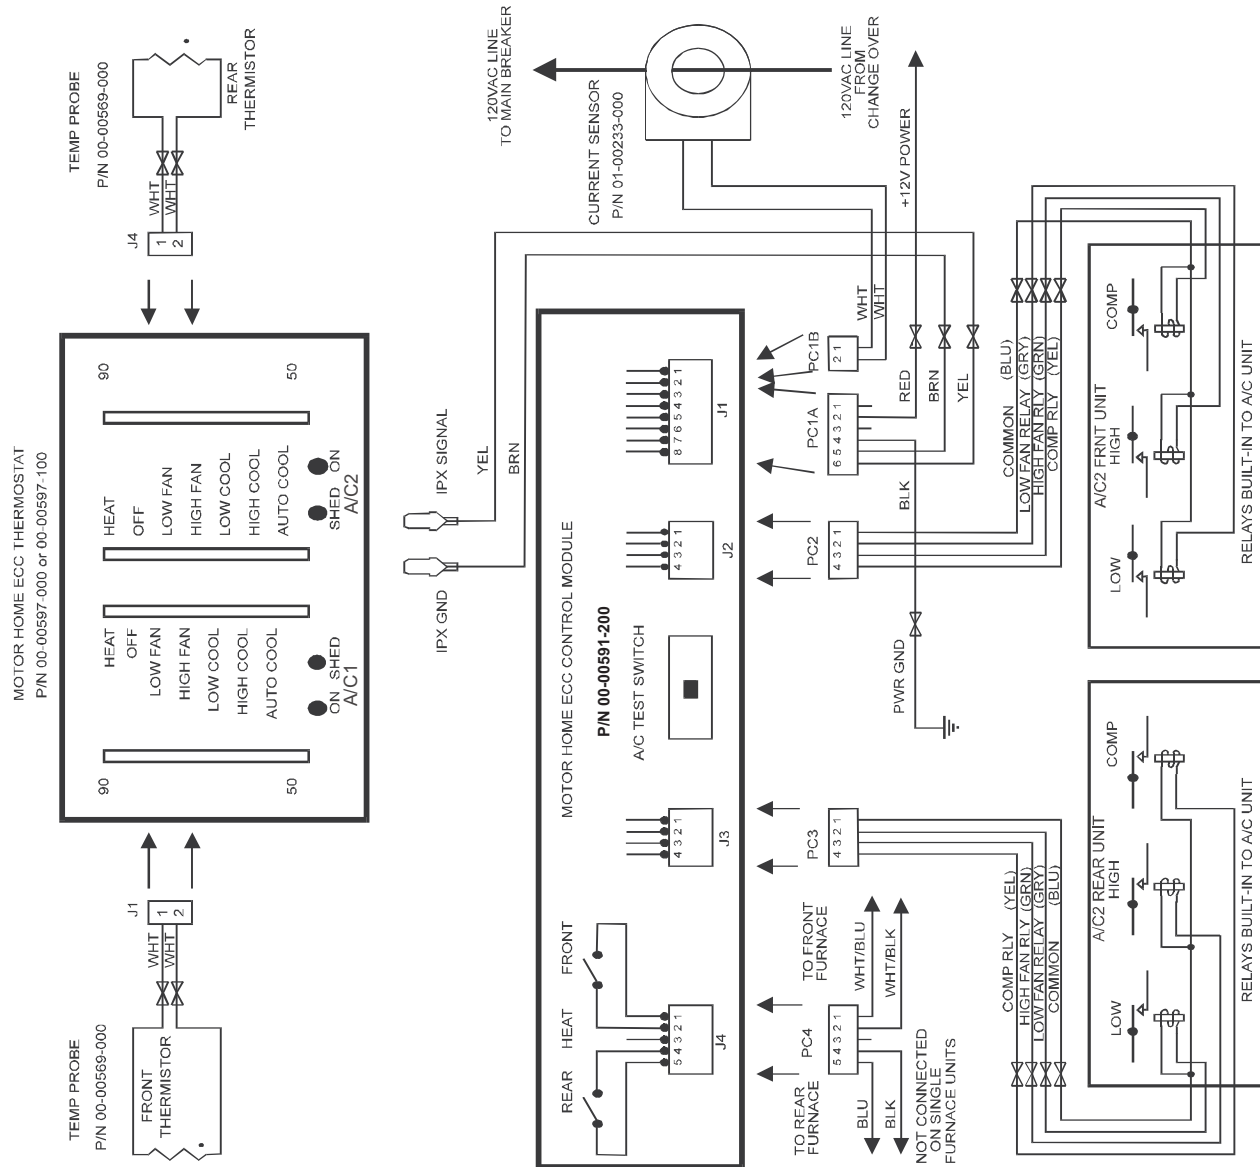 TEMP PROBE
P/N 00-00569-000
REAR
THERMISTOR
WHT
WHT
J4
1
2
MOTOR HOME ECC THERMOSTAT
P/N 00-00597-000 or 00-00597-100
90
50
HEAT
OFF
LOW FAN
HIGH FAN
LOW COOL
HIGH COOL
AUTO COOL
SHED ON
A/C2
HEAT
OFF
LOW FAN
HIGH FAN
LOW COOL
HIGH COOL
AUTO COOL
ON SHED
A/C1
90
50
J1
1
2
WHT
WHT
TEMP PROBE
P/N 00-00569-000
FRONT
THERMISTOR
120VAC LINE
TO MAIN BREAKER
CURRENT SENSOR
P/N 01-00233-000
120VAC LINE
FROM
CHANGE OVER
+12V POWER
IPX SIGNAL
IPX GND
YEL
BRN
MOTOR HOME ECC CONTROL MODULE
P/N 00-00591-200
A/C TEST SWITCH
8 7 6 5 4 3 2 1
J1
4 3 2 1
J2
4 3 2 1
J3
5 4 3 2 1
J4
REAR
HEAT
FRONT
PC1B
2 1
WHT
WHT
PC1A
6 5 4 3 2 1
RED
BRN
YEL
BLK
PWR GND
PC2
4 3 2 1
COMMON (BLU)
LOW FAN RELAY (GRY)
HIGH FAN RLY (GRN)
COMP RLY (YEL)
A/C2 FRNT UNIT
LOW
HIGH
COMP
RELAYS BUILT-IN TO A/C UNIT
PC3
4 3 2 1
COMP RLY (YEL)
HIGH FAN RLY (GRN)
LOW FAN RELAY (GRY)
COMMON (BLU)
A/C2 REAR UNIT
LOW
HIGH
COMP
RELAYS BUILT-IN TO A/C UNIT
PC4
5 4 3 2 1
TO FRONT
FURNACE
WHT/BLU
WHT/BLK
TO REAR
FURNACE
BLU
BLK
NOT CONNECTED
ON SINGLE
FURNACE UNITS